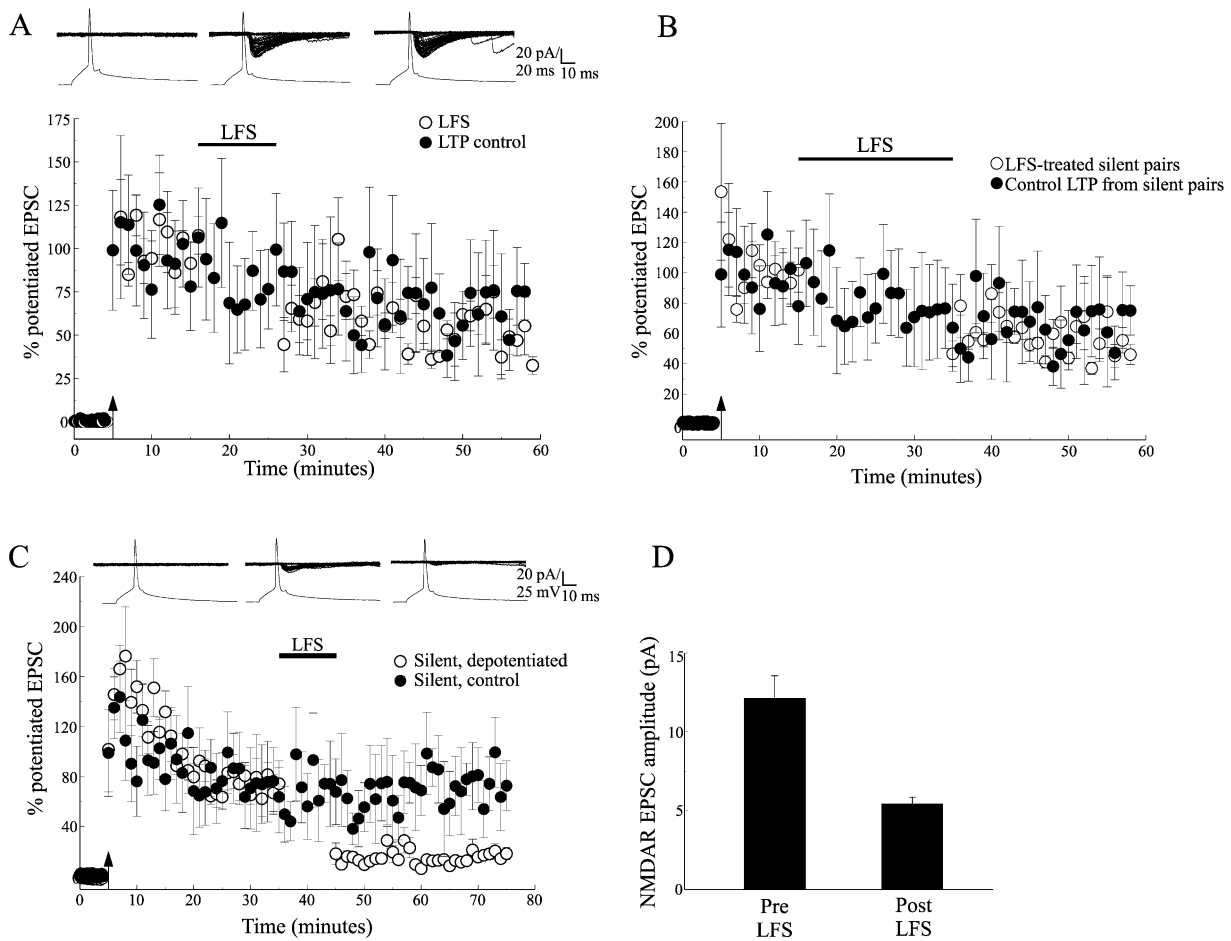 A
20 pA/
20 ms
10 ms
% potentiated EPSC
175
150
125
100
75
50
25
0
LFS
LFS
LTP control
0
10
20
30
40
50
60
Time (minutes)
B
% potentiated EPSC
200
180
160
140
120
100
80
60
40
20
0
LFS
LFS-treated silent pairs
Control LTP from silent pairs
0
10
20
30
40
50
60
Time (minutes)
C
20 pA/
25 mV
10 ms
% potentiated EPSC
240
200
160
120
80
40
0
LFS
Silent, depotentiated
Silent, control
0
10
20
30
40
50
60
70
80
Time (minutes)
D
NMDAR EPSC amplitude (pA)
15
10
5
0
Pre
LFS
Post
LFS